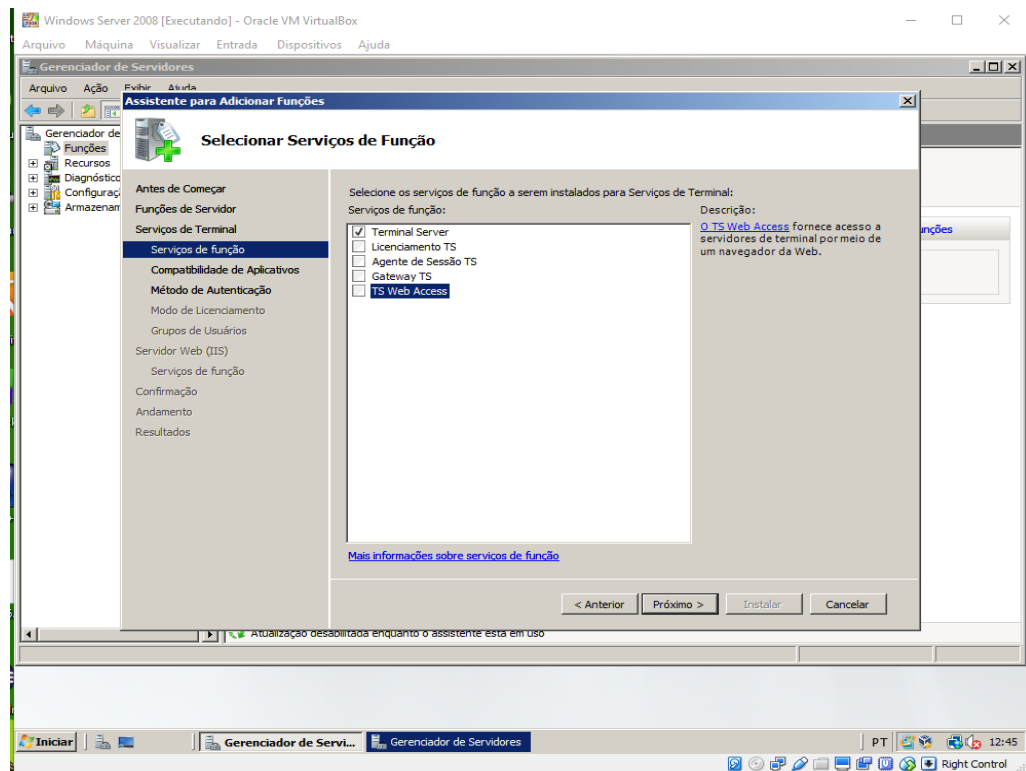 Windows Server 2008 [Executando] - Oracle VM VirtualBox
Arquivo Máquina Visualizar Entrada Dispositivos Ajuda
Gerenciador de Servidores
Arquivo Ação Exibir Ajuda
Assistente para Adicionar Funções
Selecionar Serviços de Função
Gerenciador de
Funções
Recursos
Diagnóstico
Configuraç
Armazenam
Antes de Começar
Funções de Servidor
Serviços de Terminal
Serviços de função
Compatibilidade de Aplicativos
Método de Autenticação
Modo de Licenciamento
Grupos de Usuários
Servidor Web (IIS)
Serviços de função
Confirmação
Andamento
Resultados
Selecione os serviços de função a serem instalados para Serviços de Terminal:
Serviços de função:
Terminal Server
Licenciamento TS
Agente de Sessão TS
Gateway TS
TS Web Access
Descrição:
O TS Web Access fornece acesso a
servidores de terminal por meio de
um navegador da Web.
unções
Mais informações sobre serviços de função
< Anterior Próximo > Instalar Cancelar
Atualização desabilitada enquanto o assistente está em uso
Iniciar Gerenciador de Servi... Gerenciador de Servidores PT 12:45
Right Control